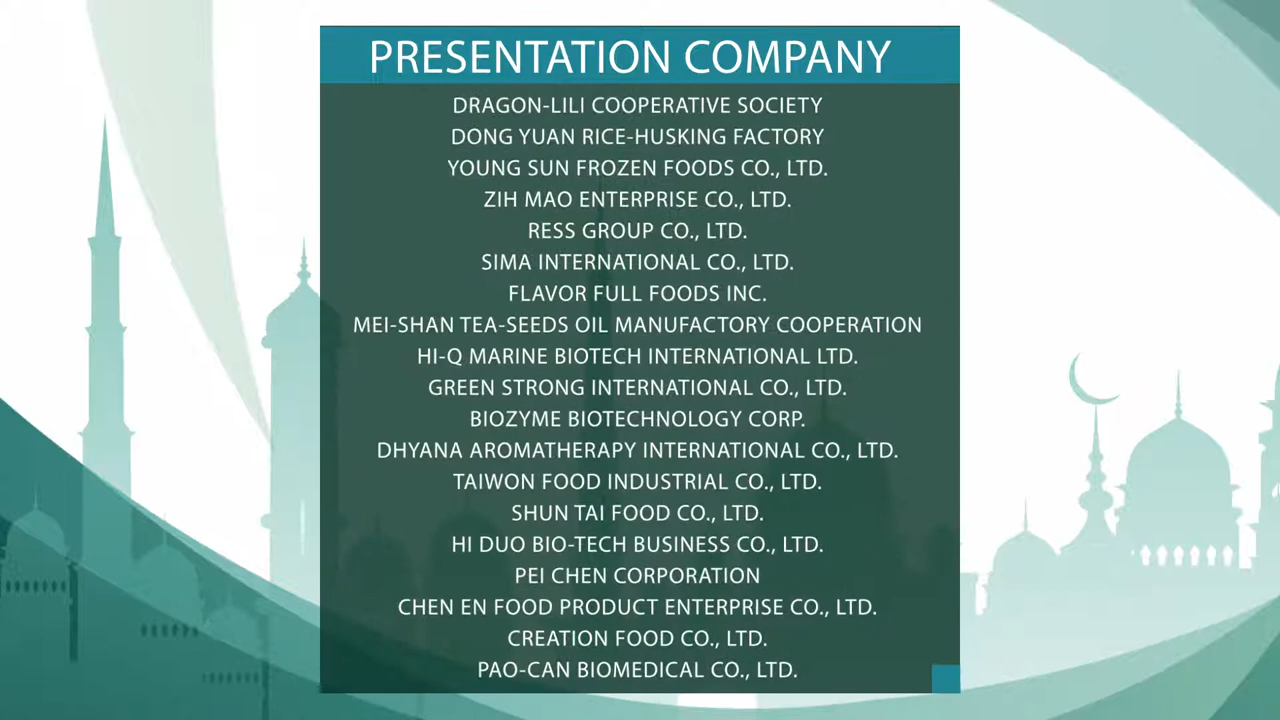 PRESENTATION COMPANY
DRAGON-LILI COOPERATIVE SOCIETY
DONG YUAN RICE-HUSKING FACTORY
YOUNG SUN FROZEN FOODS CO., LTD.
ZIH MAO ENTERPRISE CO., LTD.
RESS GROUP CO., LTD.
SIMA INTERNATIONAL CO., LTD.
FLAVOR FULL FOODS INC.
MEI-SHAN TEA-SEEDS OIL MANUFACTORY COOPERATION
HI-Q MARINE BIOTECH INTERNATIONAL LTD.
GREEN STRONG INTERNATIONAL CO., LTD.
BIOZYME BIOTECHNOLOGY CORP.
DHYANA AROMATHERAPY INTERNATIONAL CO., LTD.
TAIWON FOOD INDUSTRIAL CO., LTD.
SHUN TAI FOOD CO., LTD.
HI DUO BIO-TECH BUSINESS CO., LTD.
PEI CHEN CORPORATION
CHEN EN FOOD PRODUCT ENTERPRISE CO., LTD.
CREATION FOOD CO., LTD.
PAO-CAN BIOMEDICAL CO., LTD.